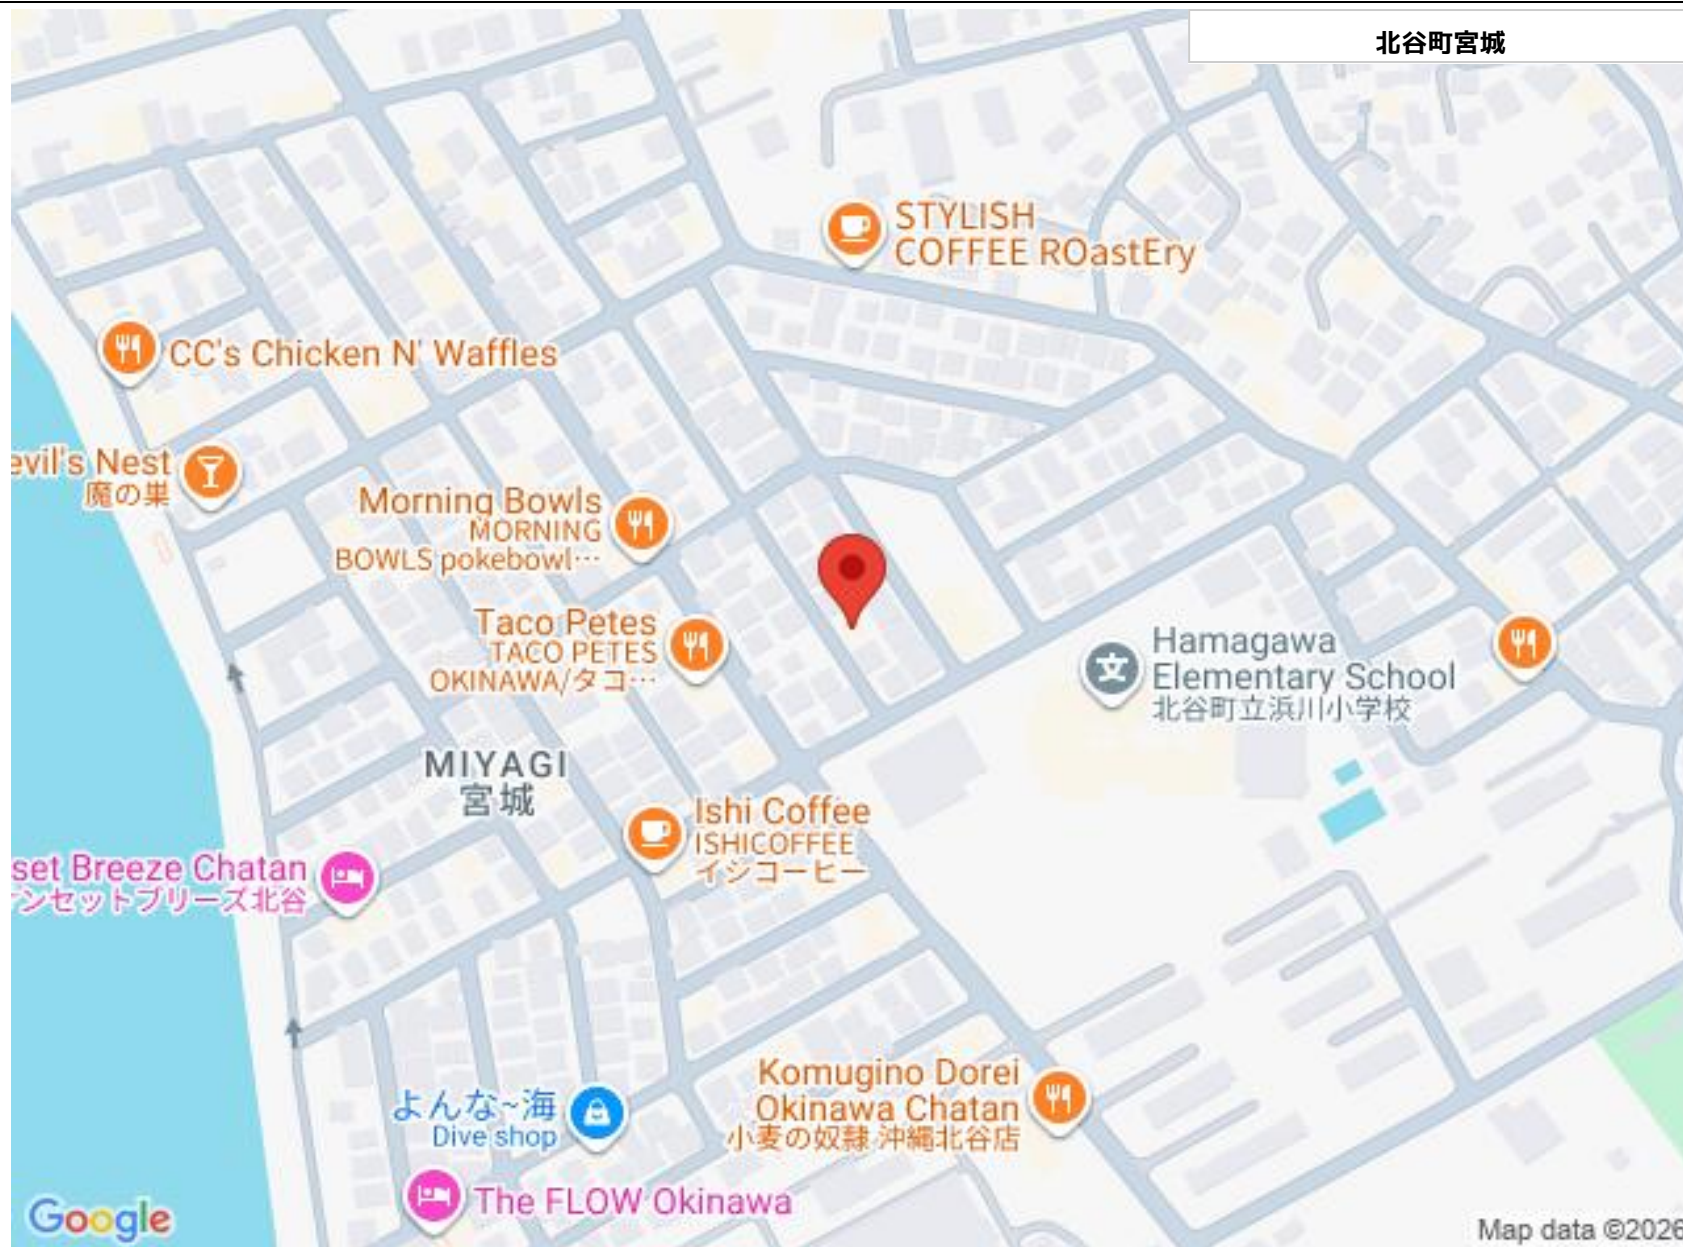 北谷町宮城
STYLISH
COFFEE ROastEry
CC's Chicken N' Waffles
evil's Nest
魔の巣
Morning Bowls
MORNING
BOWLS pokebowl…
Taco Petes
TACO PETES
OKINAWA/タコ…
Hamagawa
Elementary School
北谷町立浜川小学校
MIYAGI
宮城
Ishi Coffee
ISHICOFFEE
イシコーヒー
set Breeze Chatan
ンセットブリーズ北谷
Komugino Dorei
Okinawa Chatan
小麦の奴隷 沖縄北谷店
よんな~海
Dive shop
The FLOW Okinawa
Google
Map data ©2026